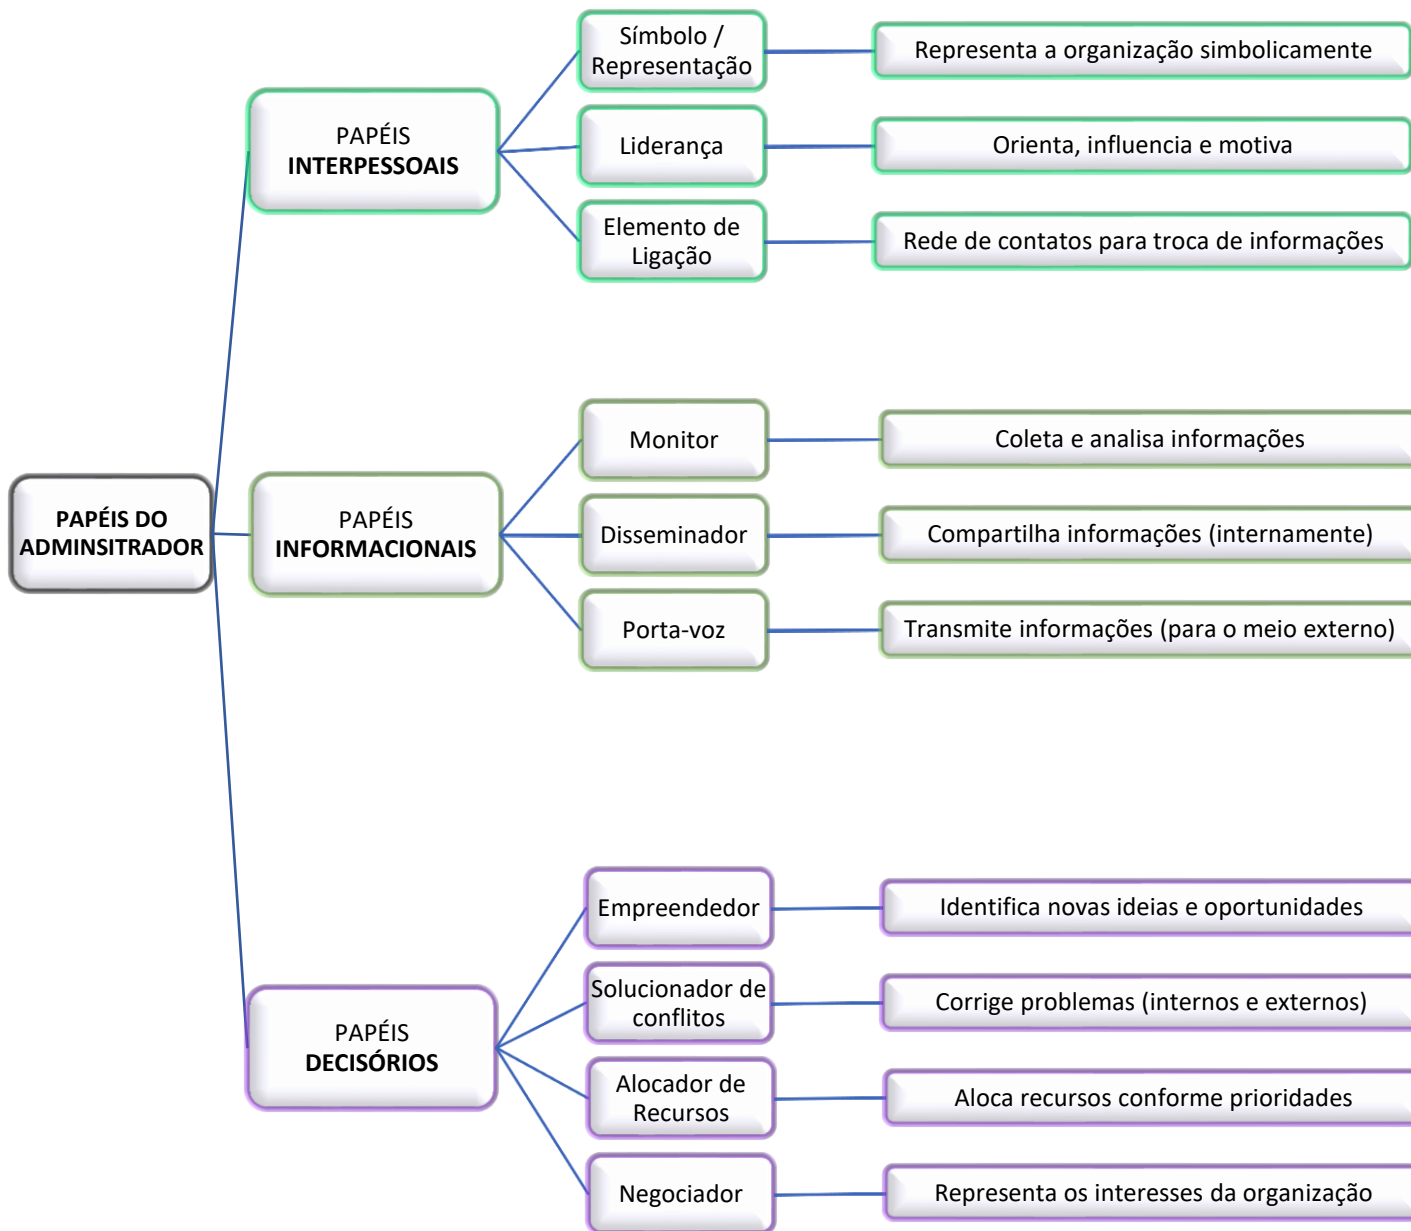 PAPÉIS DO
ADMINSITRADOR
PAPÉIS
INTERPESSOAIS
Símbolo /
Representação
Representa a organização simbolicamente
Liderança
Orienta, influencia e motiva
Elemento de
Ligação
Rede de contatos para troca de informações
PAPÉIS
INFORMACIONAIS
Monitor
Coleta e analisa informações
Disseminador
Compartilha informações (internamente)
Porta-voz
Transmite informações (para o meio externo)
PAPÉIS
DECISÓRIOS
Empreendedor
Identifica novas ideias e oportunidades
Solucionador de
conflitos
Corrige problemas (internos e externos)
Alocador de
Recursos
Aloca recursos conforme prioridades
Negociador
Representa os interesses da organização